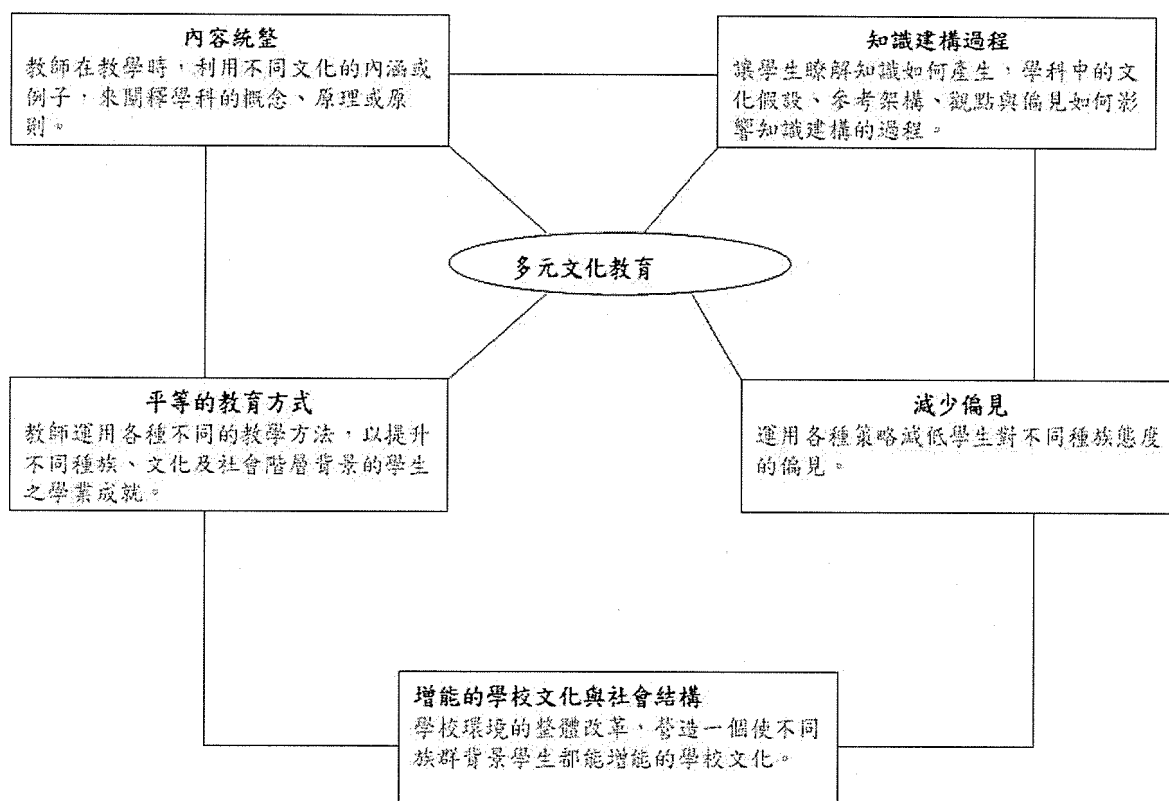 內容統整
教師在教學時，利用不同文化的內涵或
例子，來闡釋學科的概念、原理或原
則。
知識建構過程
讓學生瞭解知識如何產生，學科中的文
化假設、參考架構、觀點與偏見如何影
響知識建構的過程。
多元文化教育
平等的教育方式
教師運用各種不同的教學方法，以提升
不同種族、文化及社會階層背景的學生
之學業成就。
減少偏見
運用各種策略減低學生對不同種族態度
的偏見。
增能的學校文化與社會結構
學校環境的整體改革，營造一個使不同
族群背景學生都能增能的學校文化。